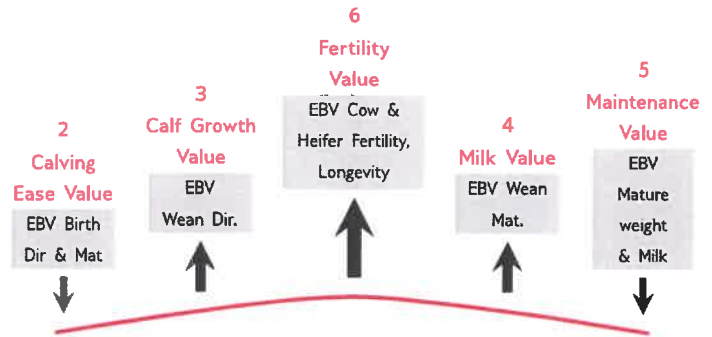 2
Calving
Ease Value
EBV Birth
Dir & Mat
3
Calf Growth
Value
EBV
Wean Dir.
6
Fertility
Value
EBV Cow &
Heifer Fertility,
Longevity
4
Milk Value
EBV Wean
Mat.
5
Maintenance
Value
EBV
Mature
weight
& Milk